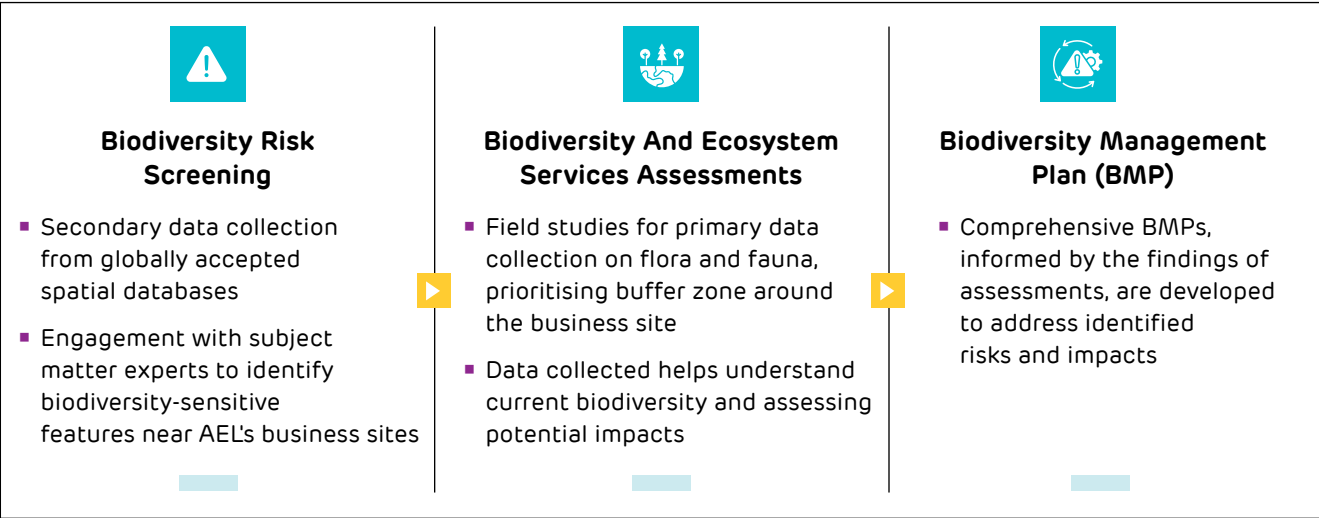 Biodiversity Risk
Screening
▪ Secondary data collection
from globally accepted
spatial databases
▪ Engagement with subject
matter experts to identify
biodiversity-sensitive
features near AEL's business sites
Biodiversity And Ecosystem
Services Assessments
▪ Field studies for primary data
collection on flora and fauna,
prioritising buffer zone around
the business site
▪ Data collected helps understand
current biodiversity and assessing
potential impacts
Biodiversity Management
Plan (BMP)
▪ Comprehensive BMPs,
informed by the findings of
assessments, are developed
to address identified
risks and impacts